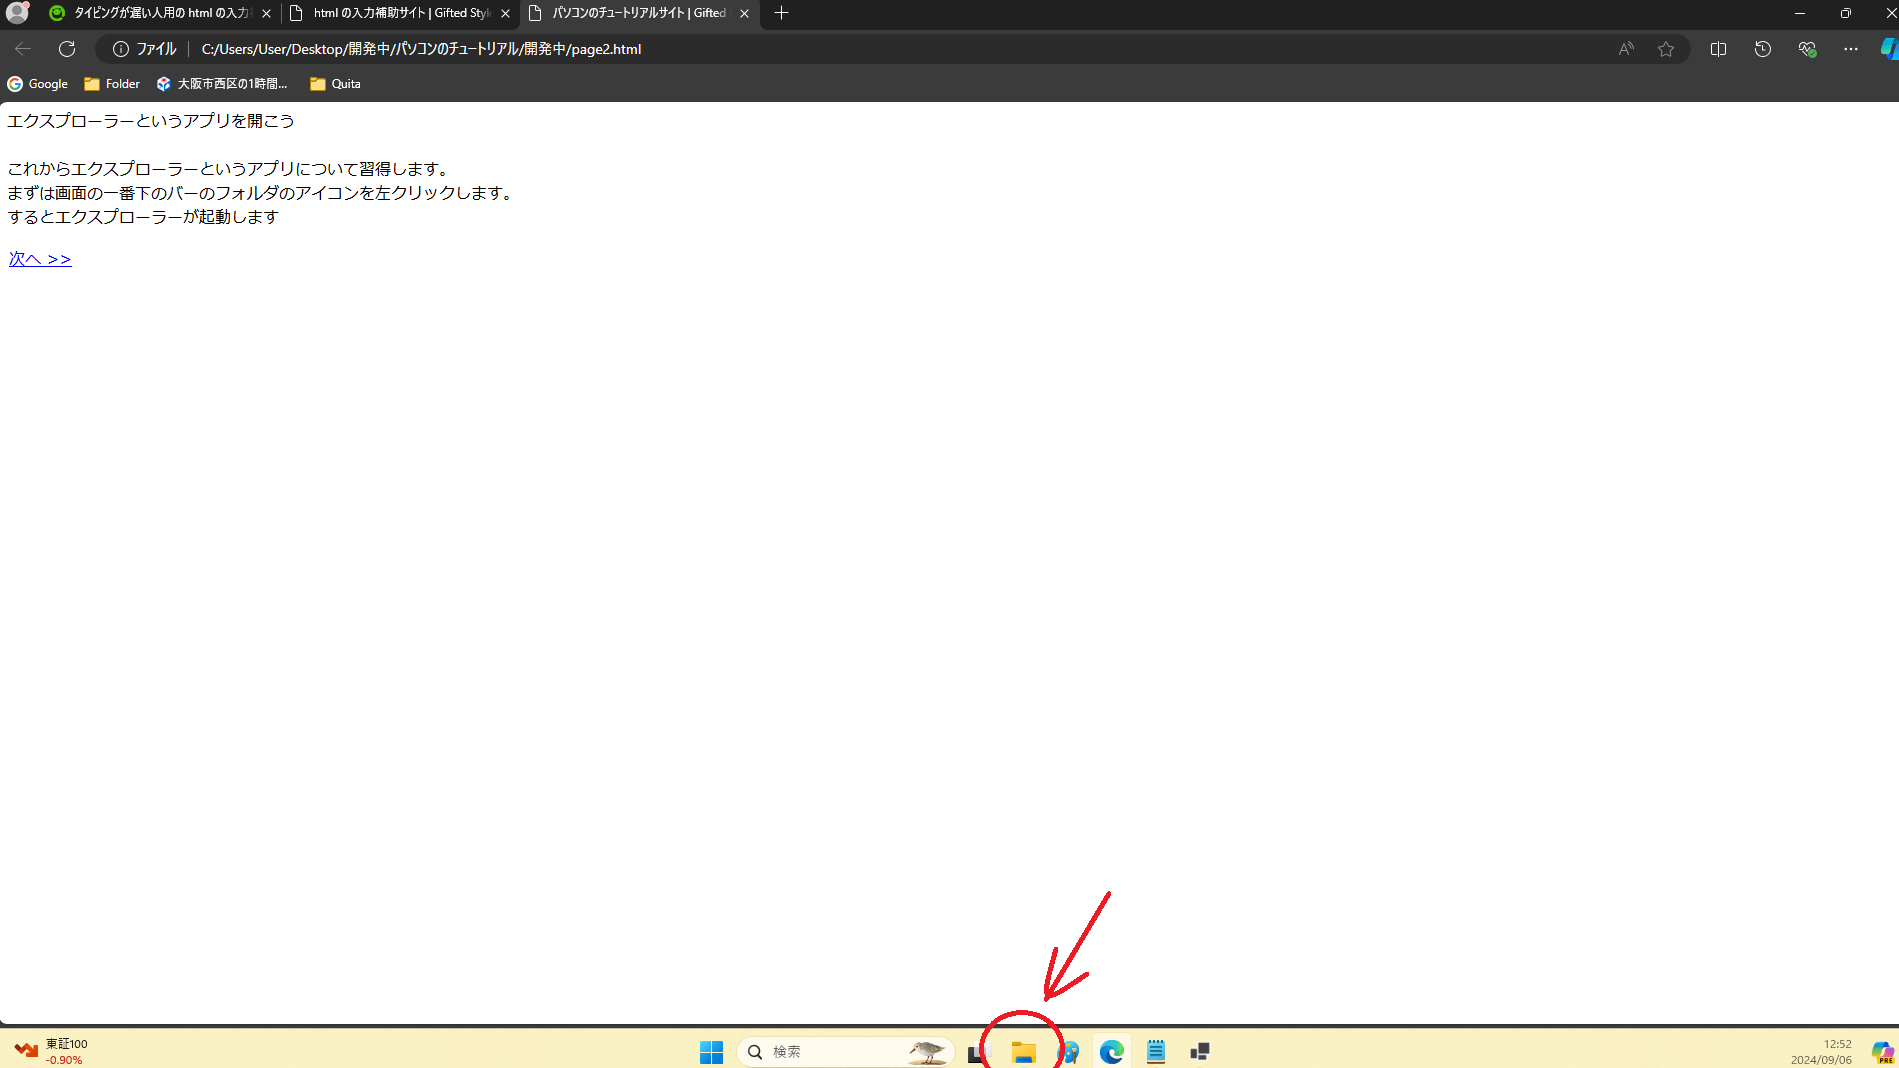 タイピングが遅い人用の html の入力
html の入力補助サイト | Gifted Styl
パソコンのチュートリアルサイト | Gifted
ファイル
C:/Users/User/Desktop/開発中/パソコンのチュートリアル/開発中/page2.html
Google
Folder
大阪市西区の1時間...
Quita
エクスプローラーというアプリを開こう
これからエクスプローラーというアプリについて習得します。
まずは画面の一番下のバーのフォルダのアイコンを左クリックします。
するとエクスプローラーが起動します
次へ >>
東証100
-0.90%
検索
12:52
2024/09/06
PRE